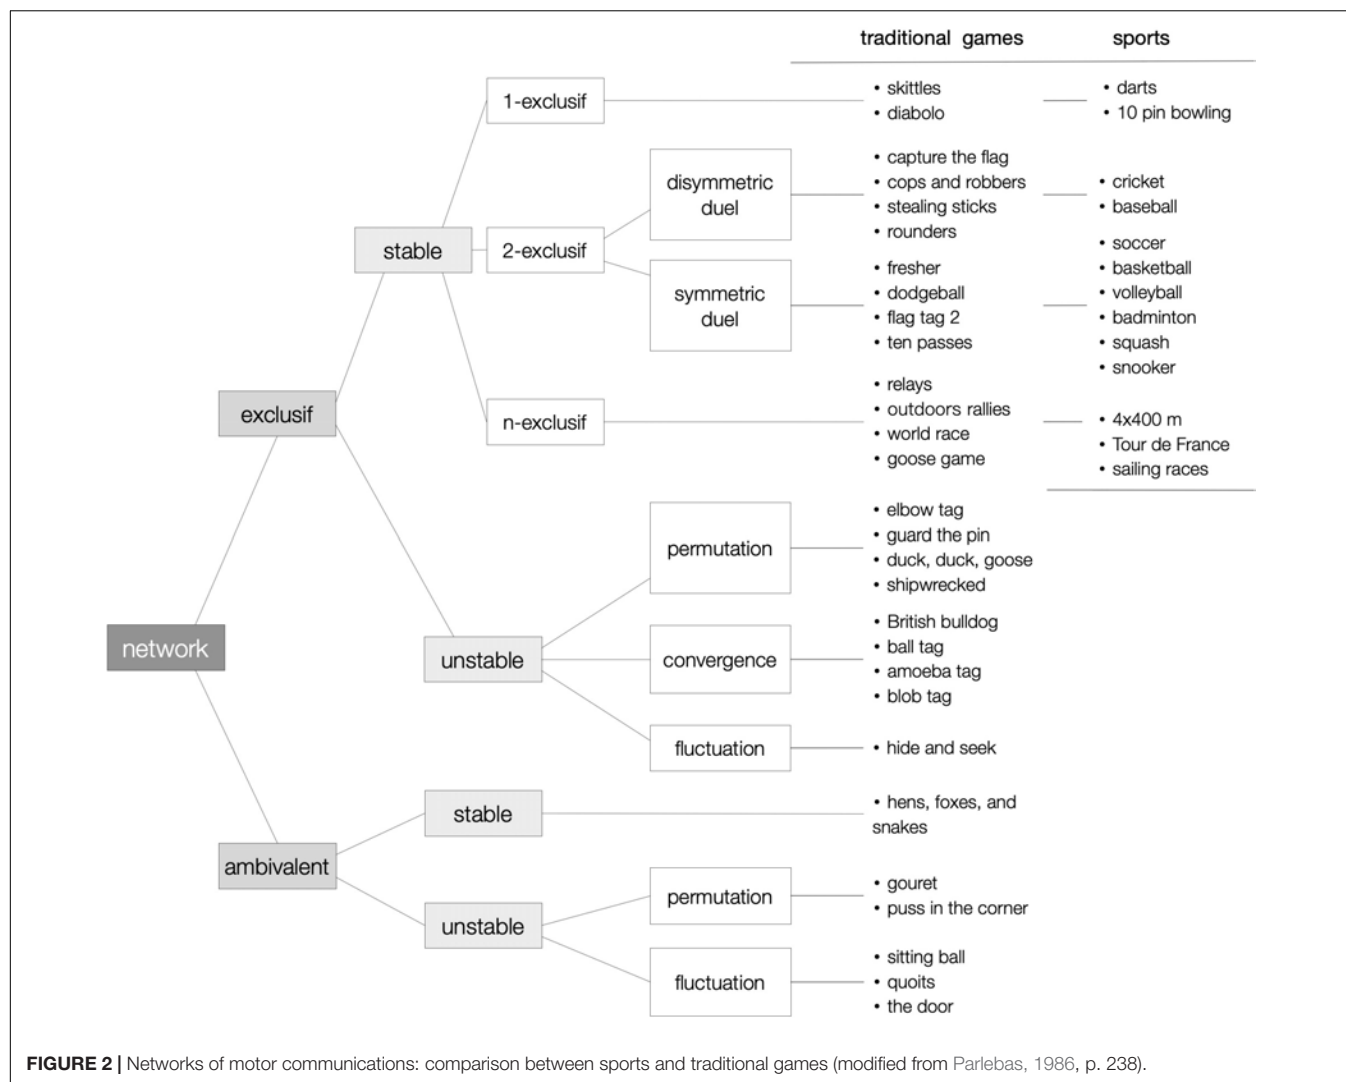 traditional games
sports
1-exclusif
• skittles
• diabolo
• darts
• 10 pin bowling
disymmetric
duel
• capture the flag
• cops and robbers
• stealing sticks
• rounders
• cricket
• baseball
stable
2-exclusif
symmetric
duel
• fresher
• dodgeball
• flag tag 2
• ten passes
• soccer
• basketball
• volleyball
• badminton
• squash
• snooker
exclusif
n-exclusif
• relays
• outdoors rallies
• world race
• goose game
• 4x400 m
• Tour de France
• sailing races
permutation
• elbow tag
• guard the pin
• duck, duck, goose
• shipwrecked
network
unstable
convergence
• British bulldog
• ball tag
• amoeba tag
• blob tag
fluctuation
• hide and seek
stable
• hens, foxes, and
snakes
ambivalent
unstable
permutation
• gouret
• puss in the corner
fluctuation
• sitting ball
• quoits
• the door
FIGURE 2 | Networks of motor communications: comparison between sports and traditional games (modified from Parlebas, 1986, p. 238).